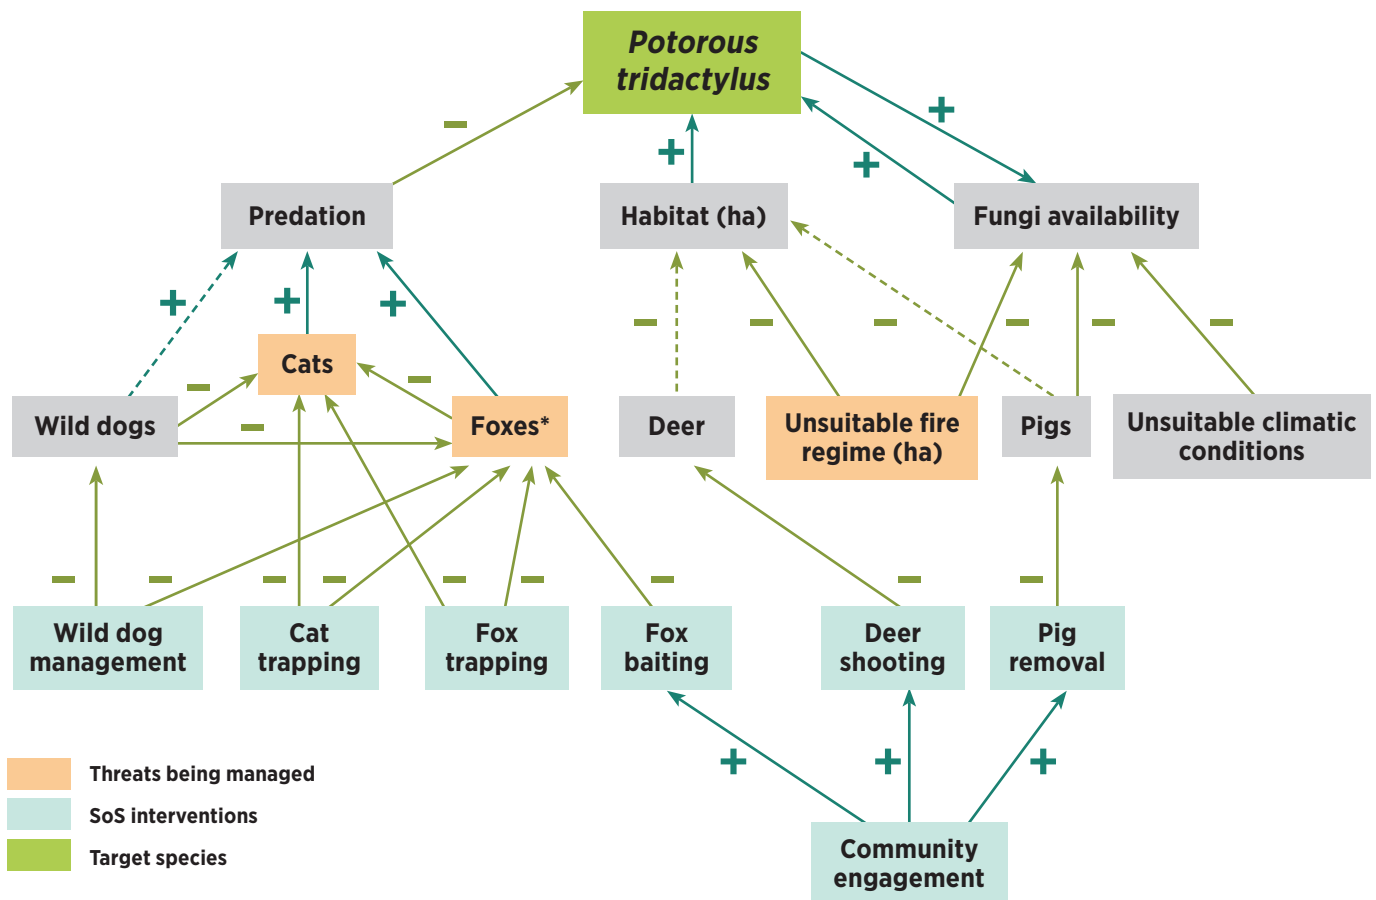 Potorous
tridactylus
+
−
+
+
Predation
Habitat (ha)
Fungi availability
+
+
+
−
−
−
−
−
−
Cats
−
−
−
Wild dogs
Foxes*
Deer
Unsuitable fire
regime (ha)
Pigs
Unsuitable climatic
conditions
−
−
−
−
−
−
−
−
−
Wild dog
management
Cat
trapping
Fox
trapping
Fox
baiting
Deer
shooting
Pig
removal
+
+
+
Threats being managed
SoS interventions
Target species
Community
engagement